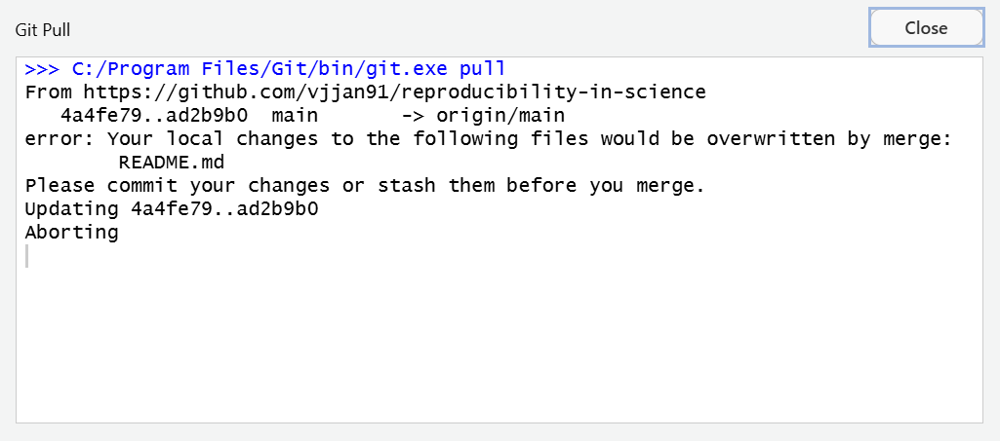 Git Pull
Close
>>> C:/Program Files/Git/bin/git.exe pull
From https://github.com/vjjan91/reproducibility-in-science
   4a4fe79..ad2b9b0  main       -> origin/main
error: Your local changes to the following files would be overwritten by merge:
        README.md
Please commit your changes or stash them before you merge.
Updating 4a4fe79..ad2b9b0
Aborting